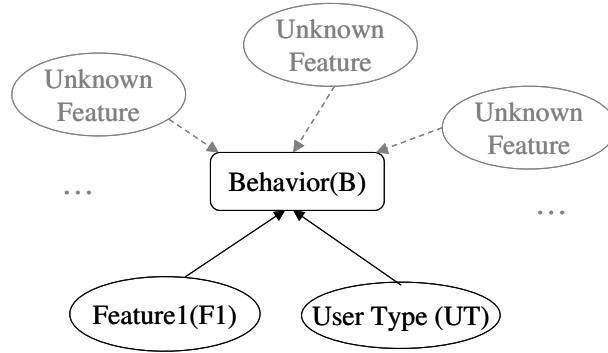 Unknown
Feature
Unknown
Feature
Unknown
Feature
Behavior(B)
...
...
Feature1(F1)
User Type (UT)